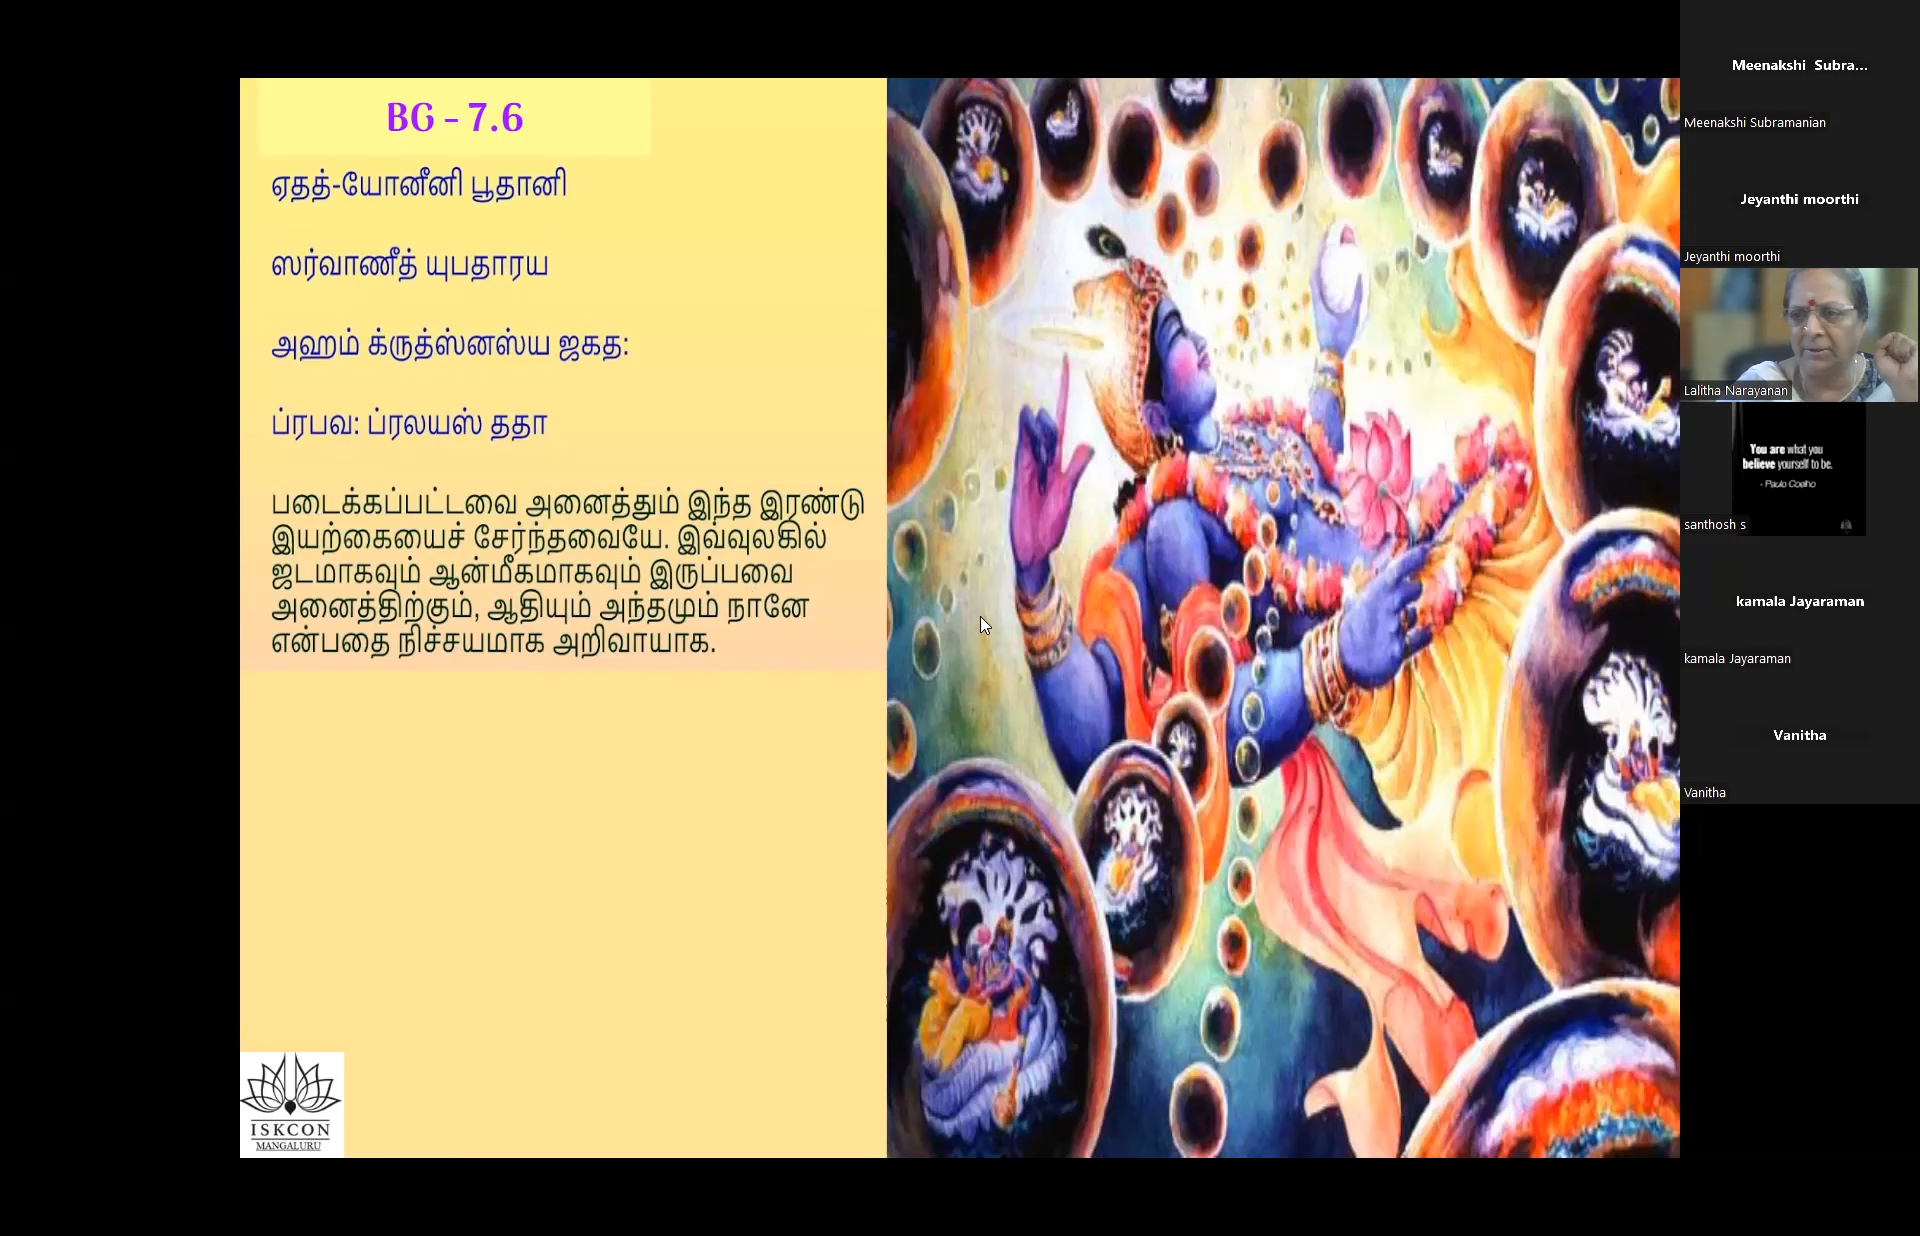 BG - 7.6
ஏதத்-யோனீனி பூதானி
ஸர்வாணீத் யுபதாரய
அஹம் க்ருத்ஸ்னஸ்ய ஜகத:
ப்ரபவ: ப்ரலயஸ் ததா
படைக்கப்பட்டவை அனைத்தும் இந்த இரண்டு
இயற்கையைச் சேர்ந்தவையே. இவ்வுலகில்
ஜடமாகவும் ஆன்மீகமாகவும் இருப்பவை
அனைத்திற்கும், ஆதியும் அந்தமும் நானே
என்பதை நிச்சயமாக அறிவாயாக.
ISKCON
MANGALURU
Meenakshi Subra...
Meenakshi Subramanian
Jeyanthi moorthi
Jeyanthi moorthi
Lalitha Narayanan
You are what you
believe yourself to be.
- Paulo Coelho
santhosh s
kamala Jayaraman
kamala Jayaraman
Vanitha
Vanitha